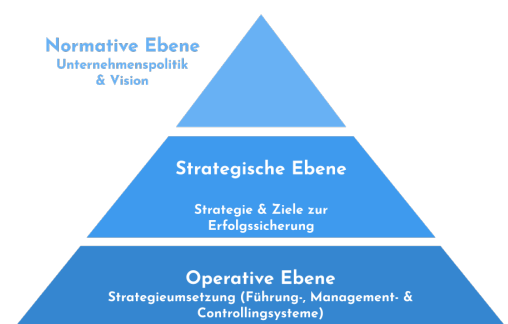 Normative Ebene
Unternehmenspolitik
& Vision
Strategische Ebene
Strategie & Ziele zur
Erfolgssicherung
Operative Ebene
Strategieumsetzung (Führung-, Management- &
Controllingsysteme)